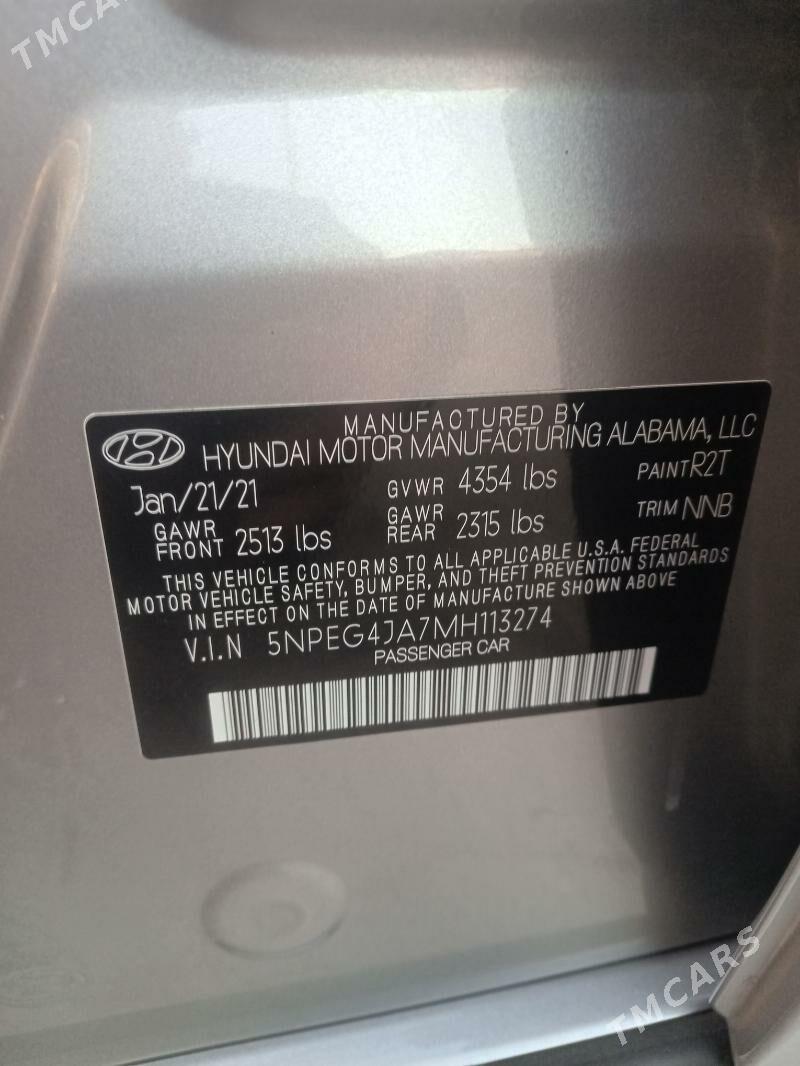 TMCARS
MANUFACTURED BY
HYUNDAI MOTOR MANUFACTURING ALABAMA, LLC
Jan/21/21
GVWR 4354 lbs
PAINT R2T
GAWR FRONT 2513 lbs
GAWR REAR 2315 lbs
TRIM NNB
THIS VEHICLE CONFORMS TO ALL APPLICABLE U.S.A. FEDERAL
MOTOR VEHICLE SAFETY, BUMPER, AND THEFT PREVENTION STANDARDS
IN EFFECT ON THE DATE OF MANUFACTURE SHOWN ABOVE
V.I.N 5NPEG4JA7MH113274
PASSENGER CAR
TMCARS